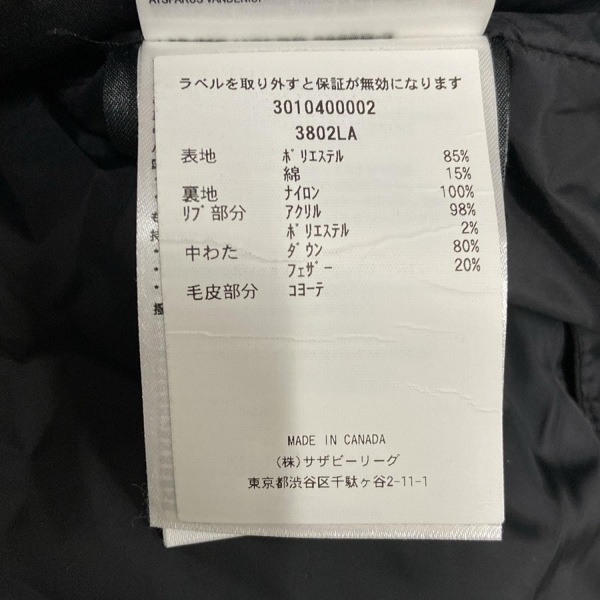 ラベルを取り外すと保証が無効になります
3010400002
3802LA
表地 ﾎﾟﾘｴｽﾃﾙ 85%
綿 15%
裏地 ﾅｲﾛﾝ 100%
ﾘﾌﾞ部分 ｱｸﾘﾙ 98%
ﾎﾟﾘｴｽﾃﾙ 2%
中わた ﾀﾞｳﾝ 80%
ﾌｪｻﾞｰ 20%
毛皮部分 ｺﾖｰﾃ
MADE IN CANADA
(株)サザビーリーグ
東京都渋谷区千駄ヶ谷2-11-1